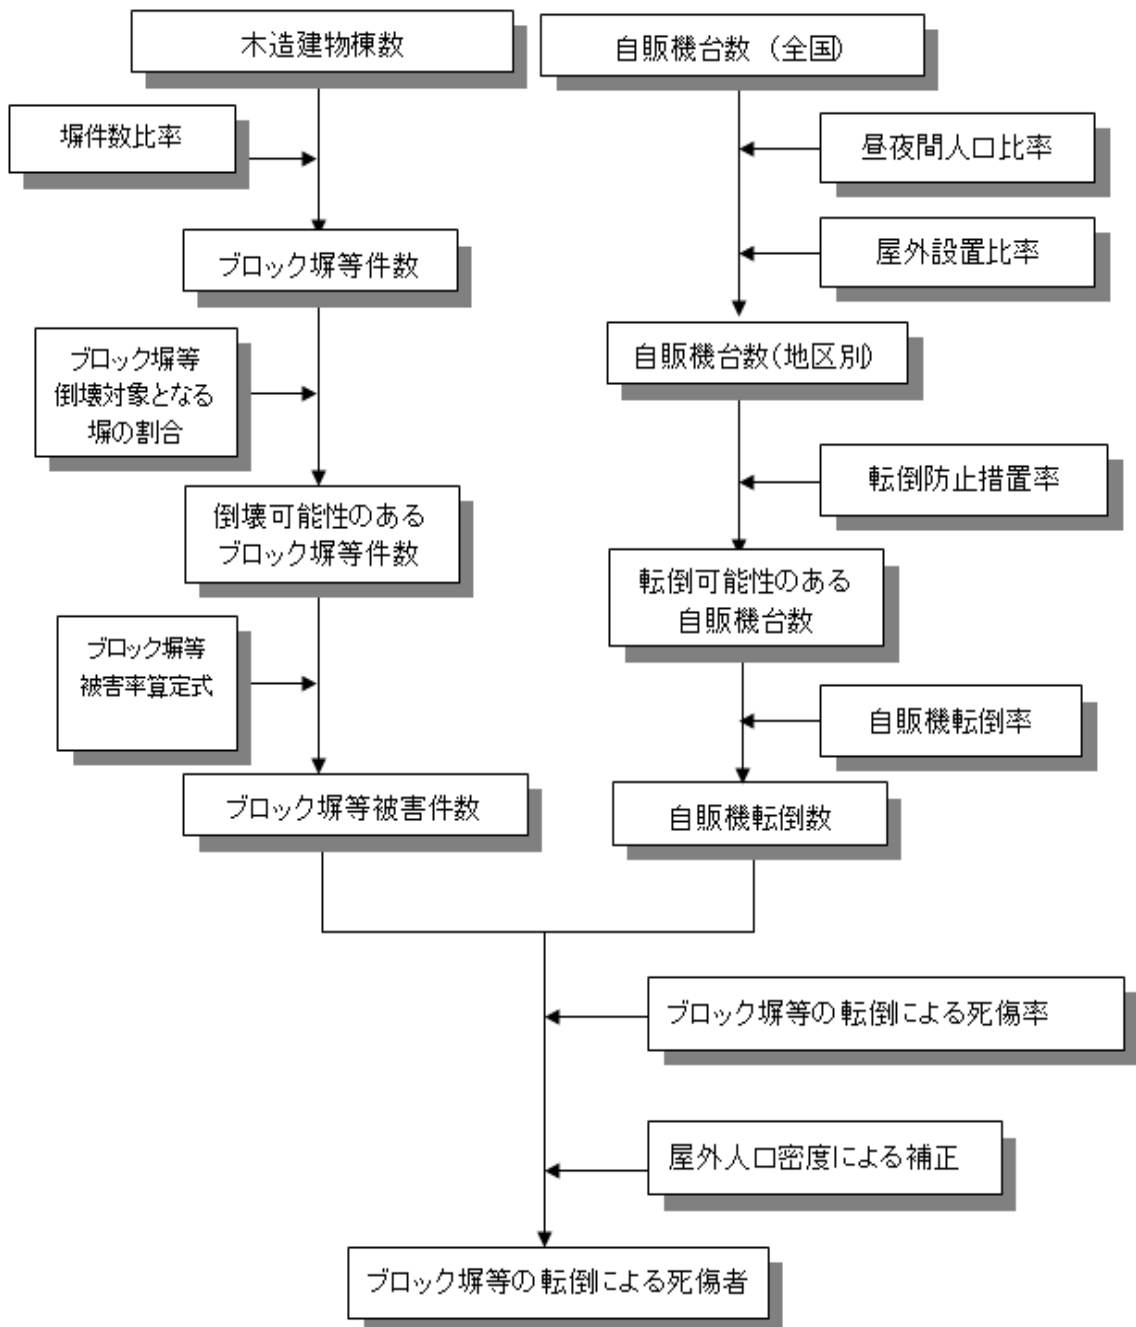 木造建物棟数
自販機台数（全国）
塀件数比率
昼夜間人口比率
ブロック塀等件数
屋外設置比率
ブロック塀等
倒壊対象となる
塀の割合
自販機台数（地区別）
転倒防止措置率
倒壊可能性のある
ブロック塀等件数
転倒可能性のある
自販機台数
ブロック塀等
被害率算定式
自販機転倒率
ブロック塀等被害件数
自販機転倒数
ブロック塀等の転倒による死傷率
屋外人口密度による補正
ブロック塀等の転倒による死傷者